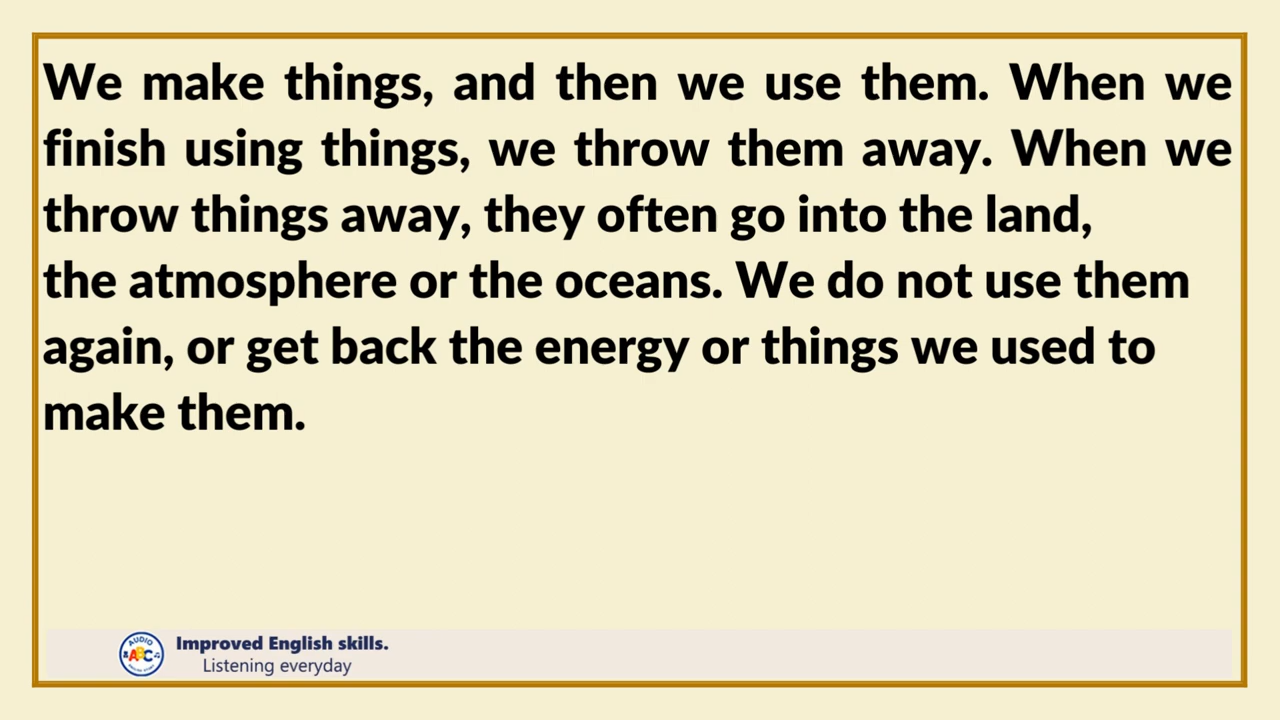 We make things, and then we use them. When we
finish using things, we throw them away. When we
throw things away, they often go into the land,
the atmosphere or the oceans. We do not use them
again, or get back the energy or things we used to
make them.
AUDIO
ABC
Improved English skills.
Listening everyday